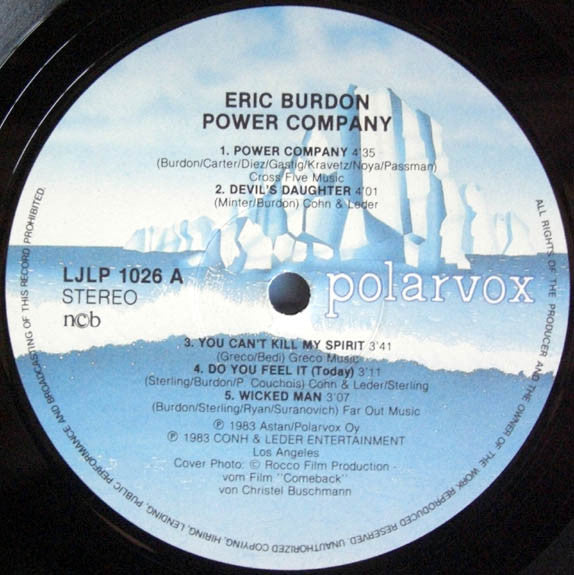 ERIC BURDON
POWER COMPANY
1. POWER COMPANY 4'35
(Burdon/Carter/Diez/Gastig/Kravetz/Noya/Passman)
Cross Five Music
2. DEVIL'S DAUGHTER 4'01
(Minter/Burdon) Cohn & Leder
LJLP 1026 A
STEREO
ncb
polarvox
3. YOU CAN'T KILL MY SPIRIT 3'41
(Greco/Bedi) Greco Music
4. DO YOU FEEL IT (Today) 3'11
(Sterling/Burdon/P. Couchois) Cohn & Leder/Sterling
5. WICKED MAN 3'07
(Burdon/Sterling/Ryan/Suranovich) Far Out Music
℗ 1983 Astan/Polarvox Oy
℗ 1983 CONH & LEDER ENTERTAINMENT
Los Angeles
Cover Photo: © Rocco Film Production -
vom Film "Comeback"
von Christel Buschmann
ALL RIGHTS OF THE PRODUCER AND THE OWNER OF THE WORK REPRODUCED RESERVED. UNAUTHORIZED COPYING, HIRING, LENDING, PUBLIC PERFORMANCE AND BROADCASTING OF THIS RECORD PROHIBITED.